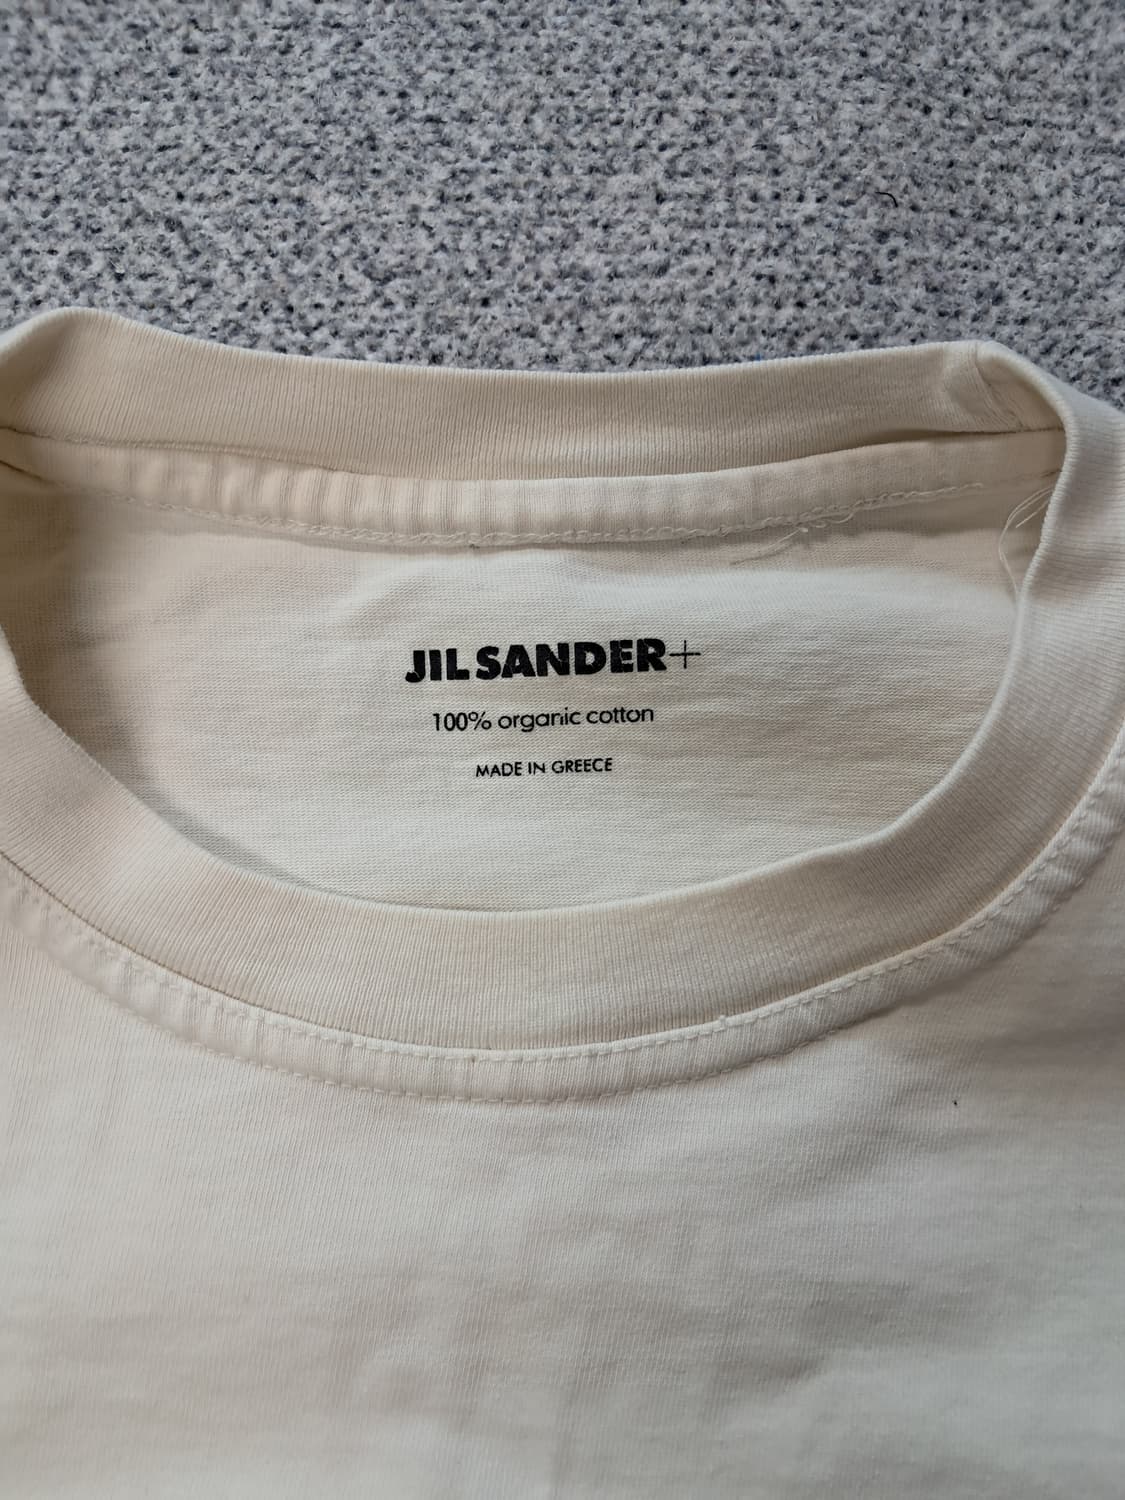 JIL SANDER+
100% organic cotton
MADE IN GREECE